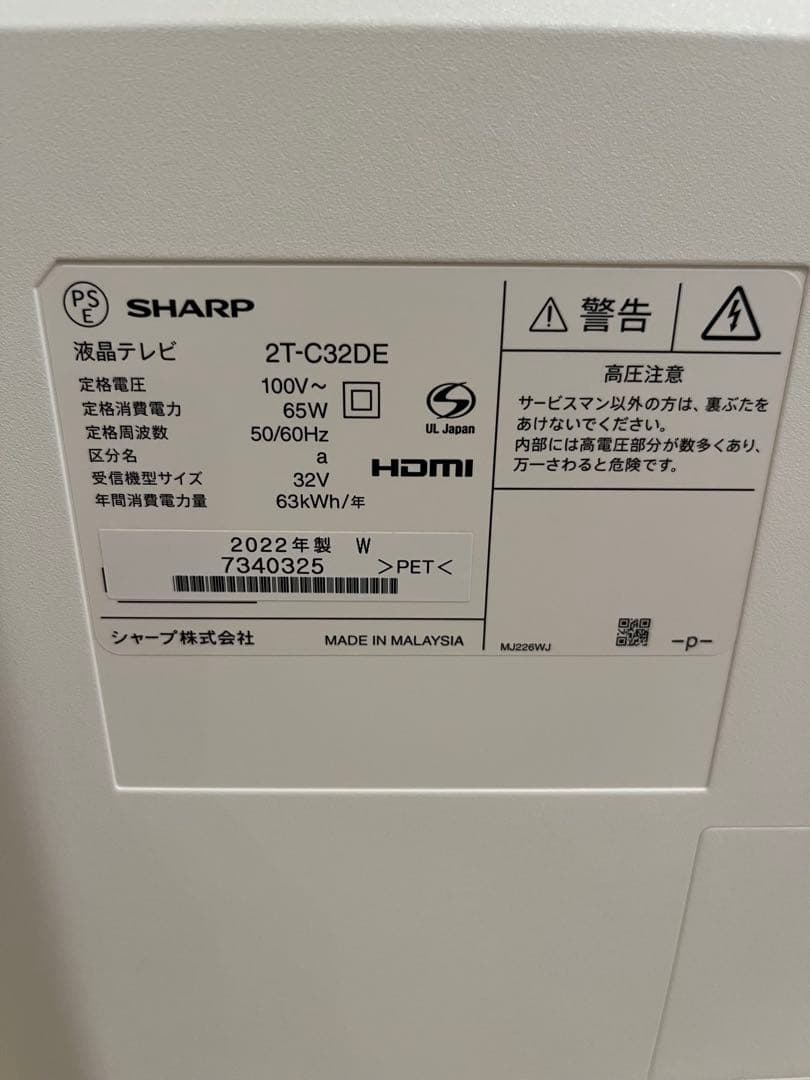 PS
E
SHARP
液晶テレビ 2T-C32DE
定格電圧 100V～
定格消費電力 65W
定格周波数 50/60Hz
区分名 a
受信機型サイズ 32V
年間消費電力量 63kWh/年
S
UL Japan
HDMI
2022年製 W
7340325 >PET<
シャープ株式会社 MADE IN MALAYSIA
警告
高圧注意
サービスマン以外の方は、裏ぶたを
あけないでください。
内部には高電圧部分が数多くあり、
万一さわると危険です。
MJ226WJ
-p-